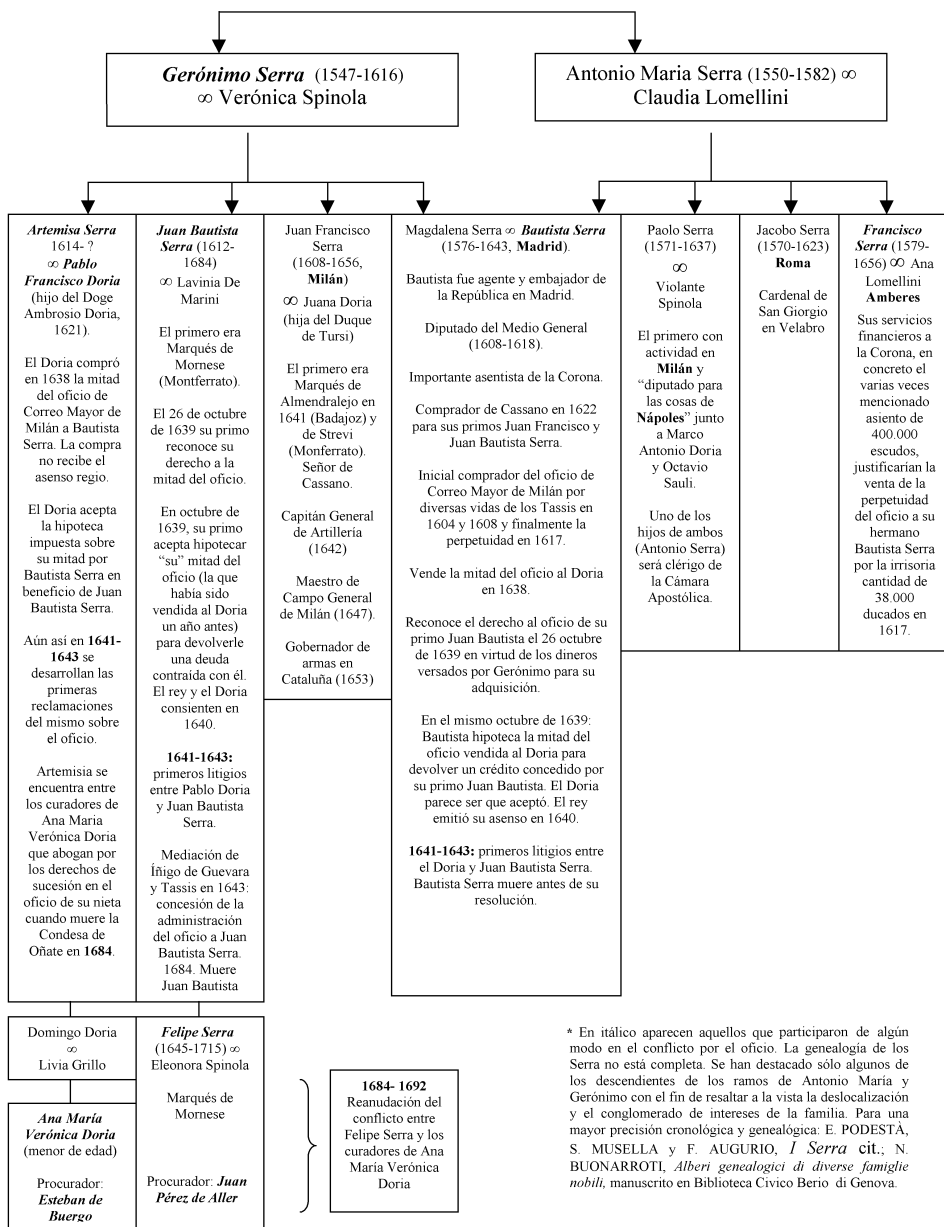 Gerónimo Serra (1547-1616)
∞ Verónica Spinola
Antonio Maria Serra (1550-1582) ∞
Claudia Lomellini
Artemisa Serra
1614- ?
∞ Pablo
Francisco Doria
(hijo del Doge
Ambrosio Doria,
1621).
El Doria compró
en 1638 la mitad
del oficio de
Correo Mayor de
Milán a Bautista
Serra. La compra
no recibe el
asenso regio.
El Doria acepta
la hipoteca
impuesta sobre
su mitad por
Bautista Serra en
beneficio de Juan
Bautista Serra.
Aún así en 1641-
1643 se
desarrollan las
primeras
reclamaciones
del mismo sobre
el oficio.
Artemisia se
encuentra entre
los curadores de
Ana Maria
Verónica Doria
que abogan por
los derechos de
sucesión en el
oficio de su nieta
cuando muere la
Condesa de
Oñate en 1684.
Juan Bautista
Serra (1612-
1684)
∞ Lavinia De
Marini
El primero era
Marqués de
Mornese
(Montferrato).
El 26 de octubre
de 1639 su primo
reconoce su
derecho a la
mitad del oficio.
En octubre de
1639, su primo
acepta hipotecar
“su” mitad del
oficio (la que
había sido
vendida al Doria
un año antes)
para devolverle
una deuda
contraída con él.
El rey y el Doria
consienten en
1640.
1641-1643:
primeros litigios
entre Pablo Doria
y Juan Bautista
Serra.
Mediación de
Íñigo de Guevara
y Tassis en 1643:
concesión de la
administración
del oficio a Juan
Bautista Serra.
1684. Muere
Juan Bautista
Juan Francisco
Serra
(1608-1656,
Milán)
∞ Juana Doria
(hija del Duque
de Tursi)
El primero era
Marqués de
Almendralejo en
1641 (Badajoz) y
de Strevi
(Monferrato).
Señor de
Cassano.
Capitán General
de Artillería
(1642)
Maestro de
Campo General
de Milán (1647).
Gobernador de
armas en
Cataluña (1653)
Magdalena Serra ∞ Bautista Serra
(1576-1643, Madrid).
Bautista fue agente y embajador de
la República en Madrid.
Diputado del Medio General
(1608-1618).
Importante asentista de la Corona.
Comprador de Cassano en 1622
para sus primos Juan Francisco y
Juan Bautista Serra.
Inicial comprador del oficio de
Correo Mayor de Milán por
diversas vidas de los Tassis en
1604 y 1608 y finalmente la
perpetuidad en 1617.
Vende la mitad del oficio al Doria
en 1638.
Reconoce el derecho al oficio de su
primo Juan Bautista el 26 octubre
de 1639 en virtud de los dineros
versados por Gerónimo para su
adquisición.
En el mismo octubre de 1639:
Bautista hipoteca la mitad del
oficio vendida al Doria para
devolver un crédito concedido por
su primo Juan Bautista. El Doria
parece ser que aceptó. El rey
emitió su asenso en 1640.
1641-1643: primeros litigios entre
el Doria y Juan Bautista Serra.
Bautista Serra muere antes de su
resolución.
Paolo Serra
(1571-1637)
∞
Violante
Spinola
El primero con
actividad en
Milán y
“diputado para
las cosas de
Nápoles” junto
a Marco
Antonio Doria
y Octavio
Sauli.
Uno de los
hijos de ambos
(Antonio Serra)
será clérigo de
la Cámara
Apostólica.
Jacobo Serra
(1570-1623)
Roma
Cardenal de
San Giorgio
en Velabro
Francisco
Serra (1579-
1656) ∞ Ana
Lomellini
Amberes
Sus servicios
financieros a
la Corona, en
concreto el
varias veces
mencionado
asiento de
400.000
escudos,
justificarían la
venta de la
perpetuidad
del oficio a su
hermano
Bautista Serra
por la irrisoria
cantidad de
38.000
ducados en
1617.
Domingo Doria
∞
Livia Grillo
Ana María
Verónica Doria
(menor de edad)
Procurador:
Esteban de
Buergo
Felipe Serra
(1645-1715) ∞
Eleonora Spinola
Marqués de
Mornese
Procurador: Juan
Pérez de Aller
1684- 1692
Reanudación del
conflicto entre
Felipe Serra y los
curadores de Ana
María Verónica
Doria
* En itálico aparecen aquellos que participaron de algún
modo en el conflicto por el oficio. La genealogía de los
Serra no está completa. Se han destacado sólo algunos
de los descendientes de los ramos de Antonio María y
Gerónimo con el fin de resaltar a la vista la deslocalización
y el conglomerado de intereses de la familia. Para una
mayor precisión cronológica y genealógica: E. PODESTÀ,
S. MUSELLA y F. AUGURIO, I Serra cit.; N.
BUONARROTI, Alberi genealogici di diverse famiglie
nobili, manuscrito en Biblioteca Civico Berio di Genova.